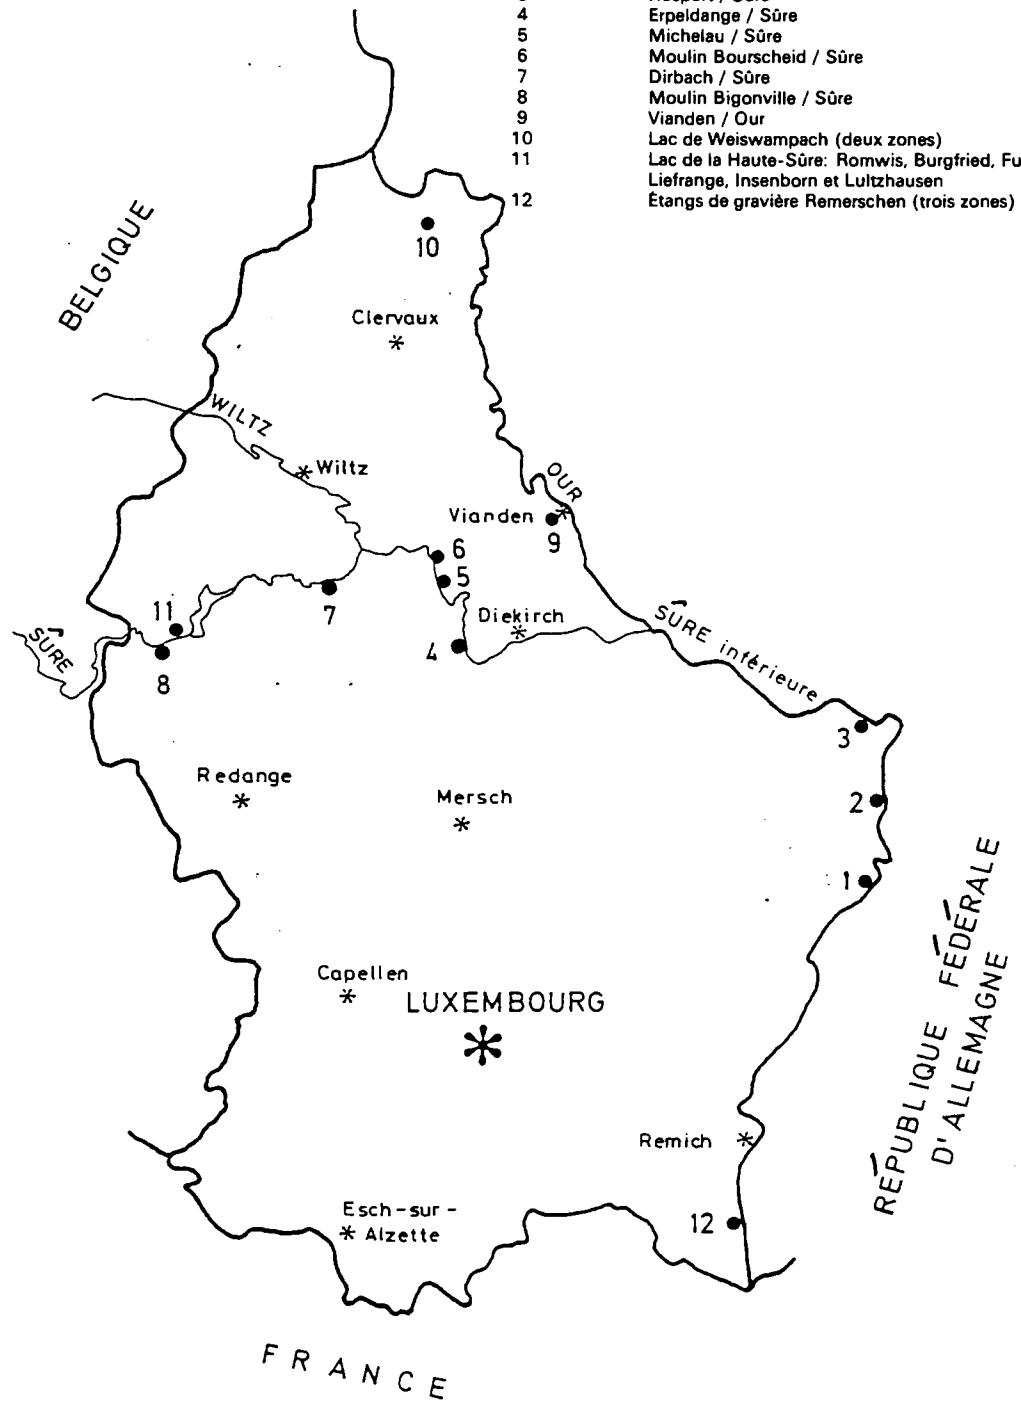 4 Erpeldange / Sûre
5 Michelau / Sûre
6 Moulin Bourscheid / Sûre
7 Dirbach / Sûre
8 Moulin Bigonville / Sûre
9 Vianden / Our
10 Lac de Weiswampach (deux zones)
11 Lac de la Haute-Sûre: Romwis, Burgfried, Fu
Liefrange, Insenborn et Lultzhausen
12 Étangs de gravière Remerschen (trois zones)
10
BELGIQUE
Clervaux
WILTZ
Wiltz
OUR
Vianden
9
6
5
7
11
Diekirch
SÛRE inférieure
4
SÛRE
8
3
Redange
Mersch
2
1
RÉPUBLIQUE FÉDÉRALE
D'ALLEMAGNE
Capellen
LUXEMBOURG
Remich
Esch-sur-
Alzette
12
FRANCE